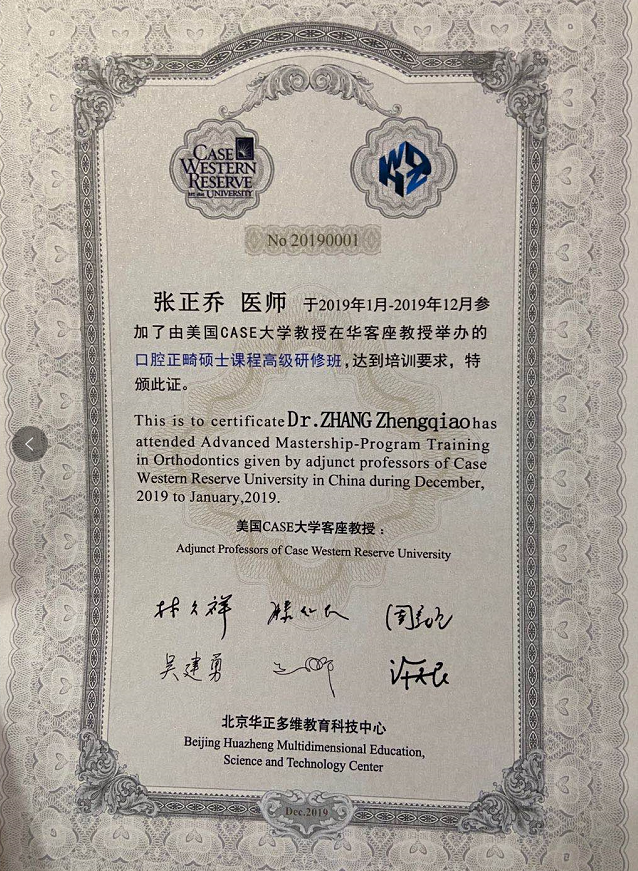 CASE
WESTERN
RESERVE
UNIVERSITY
No 20190001
张正乔 医师 于2019年1月-2019年12月参
加了由美国CASE大学教授在华客座教授举办的
口腔正畸硕士课程高级研修班,达到培训要求，特
颁此证。
This is to certificate Dr.ZHANG Zhengqiao has
attended Advanced Mastership-Program Training
in Orthodontics given by adjunct professors of Case
Western Reserve University in China during December,
2019 to January,2019.
美国CASE大学客座教授：
Adjunct Professors of Case Western Reserve University
林久祥
吴建勇
北京华正多维教育科技中心
Beijing Huazheng Multidimensional Education,
Science and Technology Center
Dec.2019